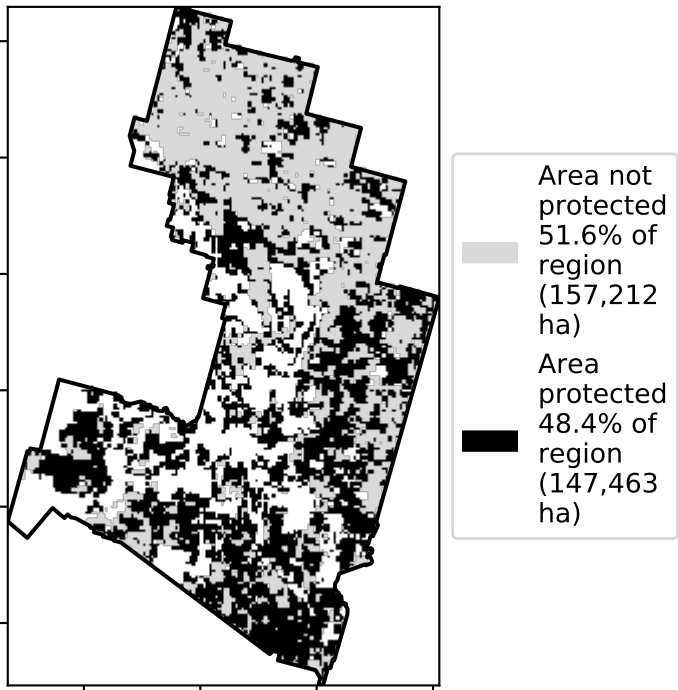 Area not
protected
51.6% of
region
(157,212
ha)
Area
protected
48.4% of
region
(147,463
ha)